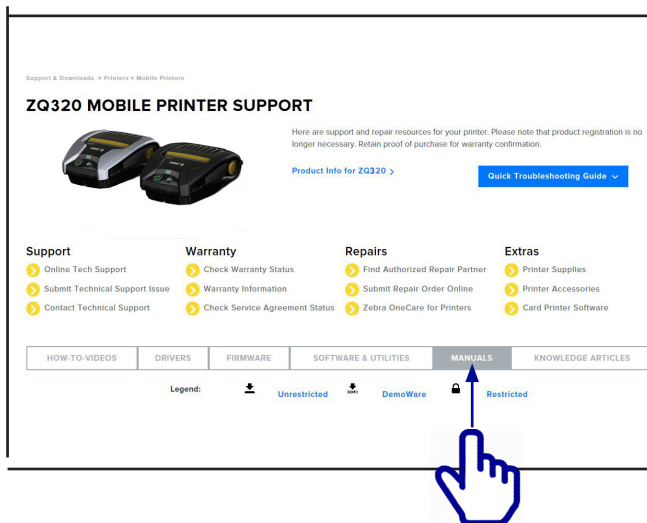 Support & Downloads > Printers > Mobile Printers
ZQ320 MOBILE PRINTER SUPPORT
Here are support and repair resources for your printer. Please note that product registration is no
longer necessary. Retain proof of purchase for warranty confirmation.
Product Info for ZQ320 >
Quick Troubleshooting Guide
Support
Online Tech Support
Submit Technical Support Issue
Contact Technical Support
Warranty
Check Warranty Status
Warranty Information
Check Service Agreement Status
Repairs
Find Authorized Repair Partner
Submit Repair Order Online
Zebra OneCare for Printers
Extras
Printer Supplies
Printer Accessories
Card Printer Software
HOW-TO-VIDEOS DRIVERS FIRMWARE SOFTWARE & UTILITIES MANUALS KNOWLEDGE ARTICLES
Legend: Unrestricted DEMO DemoWare Restricted